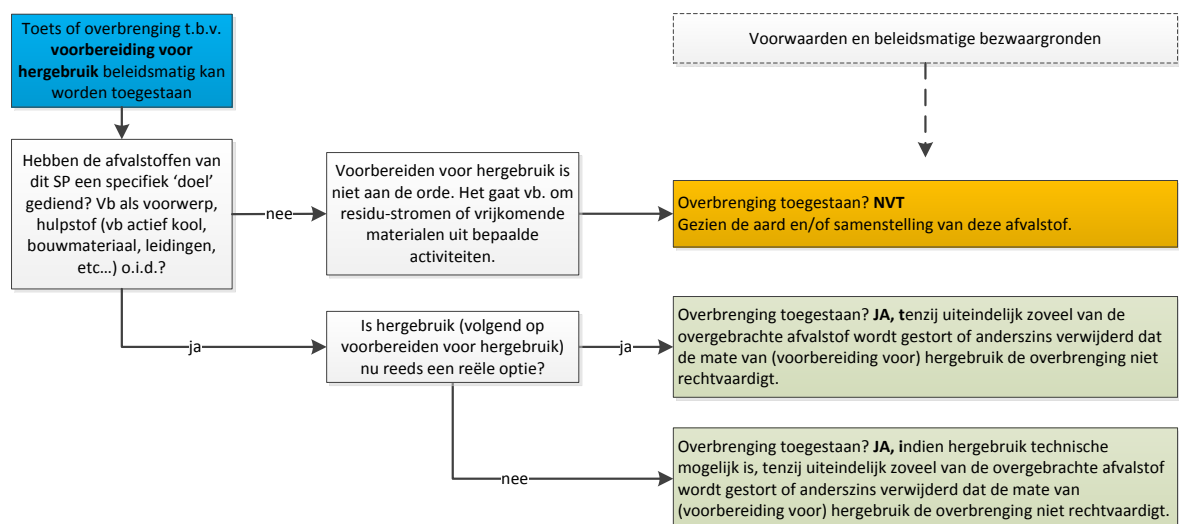 Toets of overbrenging t.b.v.
voorbereiding voor
hergebruik beleidsmatig kan
worden toegestaan
Voorwaarden en beleidsmatige bezwaargronden
Hebben de afvalstoffen van
dit SP een specifiek ‘doel’
gediend? Vb als voorwerp,
hulpstof (vb actief kool,
bouwmateriaal, leidingen,
etc…) o.i.d.?
nee
Voorbereiden voor hergebruik is
niet aan de orde. Het gaat vb. om
residu-stromen of vrijkomende
materialen uit bepaalde
activiteiten.
Overbrenging toegestaan? NVT
Gezien de aard en/of samenstelling van deze afvalstof.
ja
Is hergebruik (volgend op
voorbereiden voor hergebruik)
nu reeds een reële optie?
ja
Overbrenging toegestaan? JA, tenzij uiteindelijk zoveel van de
overgebrachte afvalstof wordt gestort of anderszins verwijderd dat
de mate van (voorbereiding voor) hergebruik de overbrenging niet
rechtvaardigt.
nee
Overbrenging toegestaan? JA, indien hergebruik technische
mogelijk is, tenzij uiteindelijk zoveel van de overgebrachte afvalstof
wordt gestort of anderszins verwijderd dat de mate van
(voorbereiding voor) hergebruik de overbrenging niet rechtvaardigt.